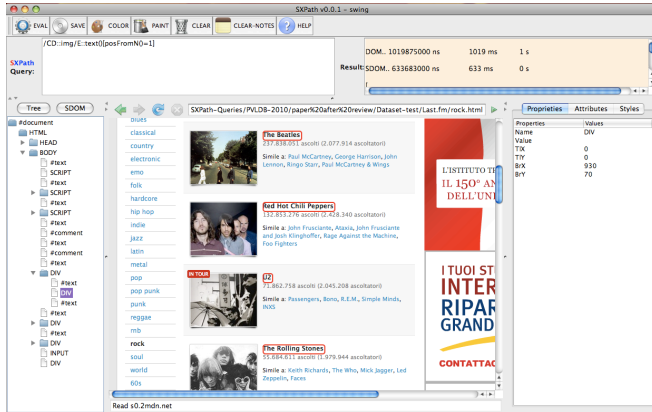 SXPath v0.0.1 – swing
EVAL SAVE COLOR PAINT CLEAR CLEAR-NOTES HELP
SXPath
Query:
/CD::img/E::text()[posFromN()=1]
Result:
DOM.. 1019875000 ns 1019 ms 1 s
SDOM.. 633683000 ns 633 ms 0 s
Tree SDOM
#document
HTML
HEAD
BODY
#text
SCRIPT
#text
SCRIPT
#text
SCRIPT
#text
#comment
#text
#comment
#text
DIV
#text
DIV
#text
#text
DIV
#text
DIV
INPUT
DIV
SXPath-Queries/PVLDB-2010/paper%20after%20review/Dataset-test/Last.fm/rock.html
blues
classical
country
electronic
emo
folk
hardcore
hip hop
indie
jazz
latin
metal
pop
pop punk
punk
reggae
rnb
rock
soul
world
60s
The Beatles
237.838.051 ascolti (2.077.914 ascoltatori)
Simile a: Paul McCartney, George Harrison, John
Lennon, Ringo Starr, Paul McCartney & Wings
Red Hot Chili Peppers
132.853.276 ascolti (2.428.340 ascoltatori)
Simile a: John Frusciante, Ataxia, John Frusciante
and Josh Klinghoffer, Rage Against the Machine,
Foo Fighters
IN TOUR
U2
71.862.758 ascolti (2.045.208 ascoltatori)
Simile a: Passengers, Bono, R.E.M., Simple Minds,
INXS
The Rolling Stones
55.684.611 ascolti (1.979.944 ascoltatori)
Simile a: Keith Richards, The Who, Mick Jagger, Led
Zeppelin, Faces
L'ISTITUTO TR
IL 150° AN
DELL'UNI
I TUOI ST
INTER
RIPAR
GRAND
CONTATTAC
Read s0.2mdn.net
Proprieties Attributes Styles
Properties Values
Name DIV
Value
TlX 0
TlY 0
BrX 930
BrY 70